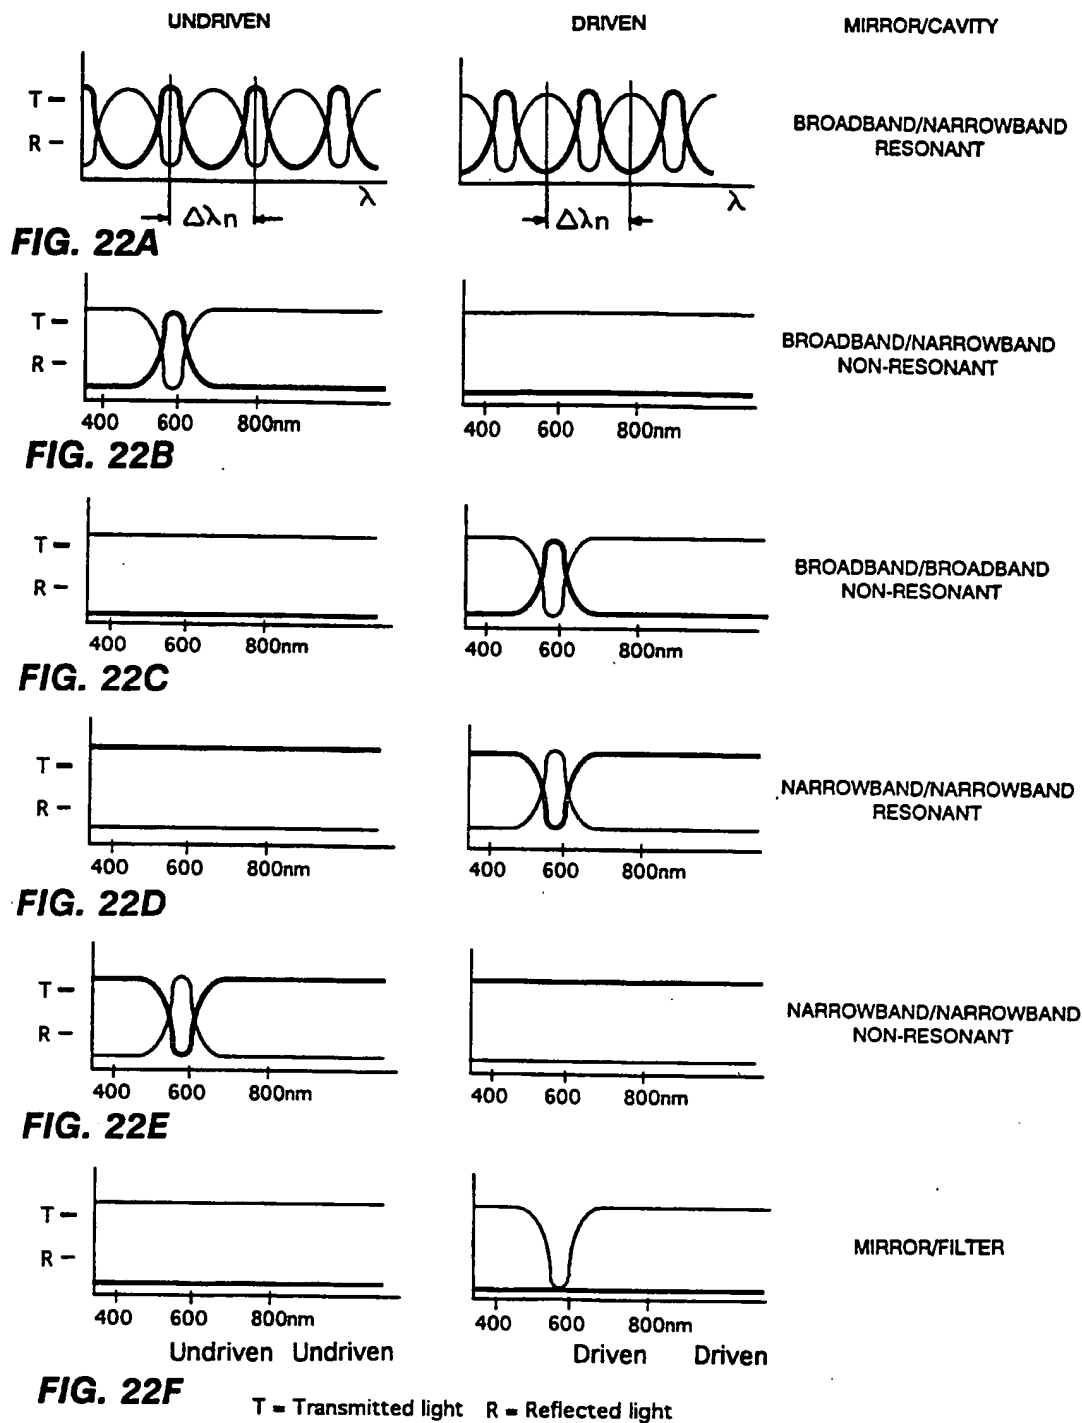 UNDRIVEN DRIVEN MIRROR/CAVITY
T –
R –
BROADBAND/NARROWBAND
RESONANT
λ λ
Δλn Δλn
FIG. 22A
T –
R –
BROADBAND/NARROWBAND
NON-RESONANT
400 600 800nm 400 600 800nm
FIG. 22B
T –
R –
BROADBAND/BROADBAND
NON-RESONANT
400 600 800nm 400 600 800nm
FIG. 22C
T –
R –
NARROWBAND/NARROWBAND
RESONANT
400 600 800nm 400 600 800nm
FIG. 22D
T –
R –
NARROWBAND/NARROWBAND
NON-RESONANT
400 600 800nm 400 600 800nm
FIG. 22E
T –
R –
MIRROR/FILTER
400 600 800nm 400 600 800nm
Undriven Undriven Driven Driven
FIG. 22F
T = Transmitted light R = Reflected light